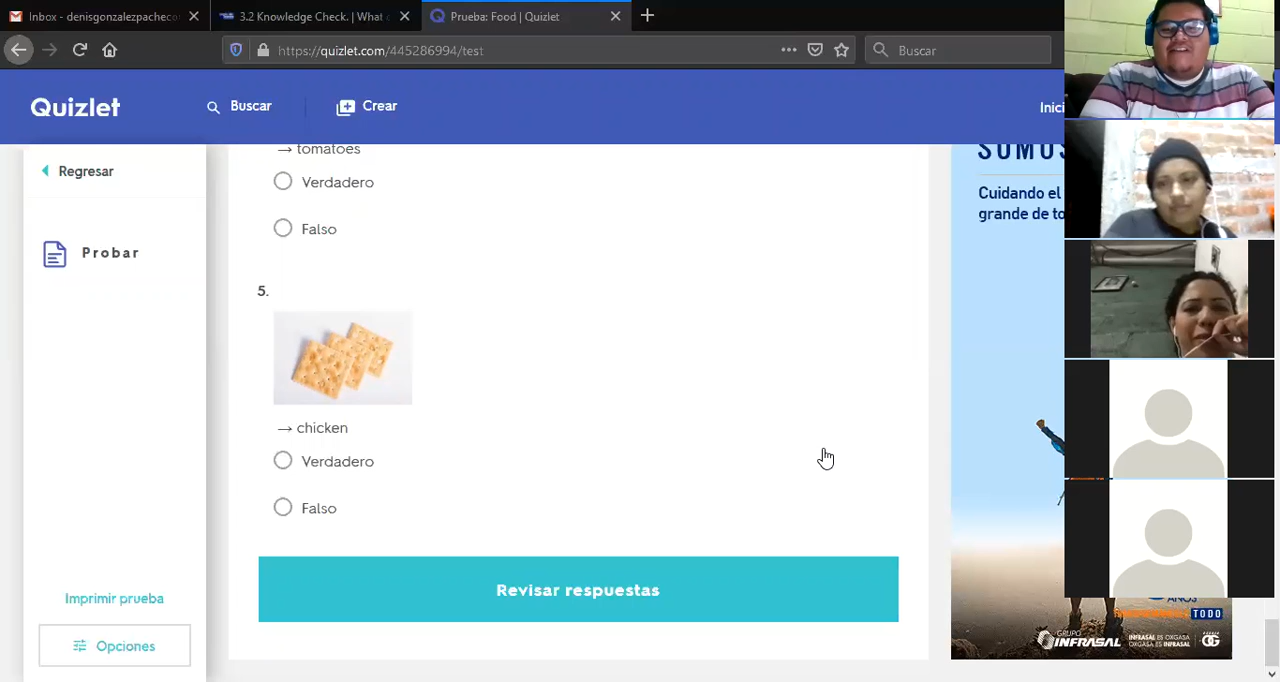 Inbox - denisgonzalezpacheco
3.2 Knowledge Check. | What
Prueba: Food | Quizlet
https://quizlet.com/445286994/test
Buscar
Quizlet
Buscar
Crear
Inici
Regresar
Probar
→ tomatoes
Verdadero
Falso
5.
→ chicken
Verdadero
Falso
Revisar respuestas
Imprimir prueba
Opciones
SOMOS
Cuidando el
grande de to
AÑOS
TODO
GRUPO
INFRASAL
INFRASAL ES OXGASA
OXGASA ES INFRASAL